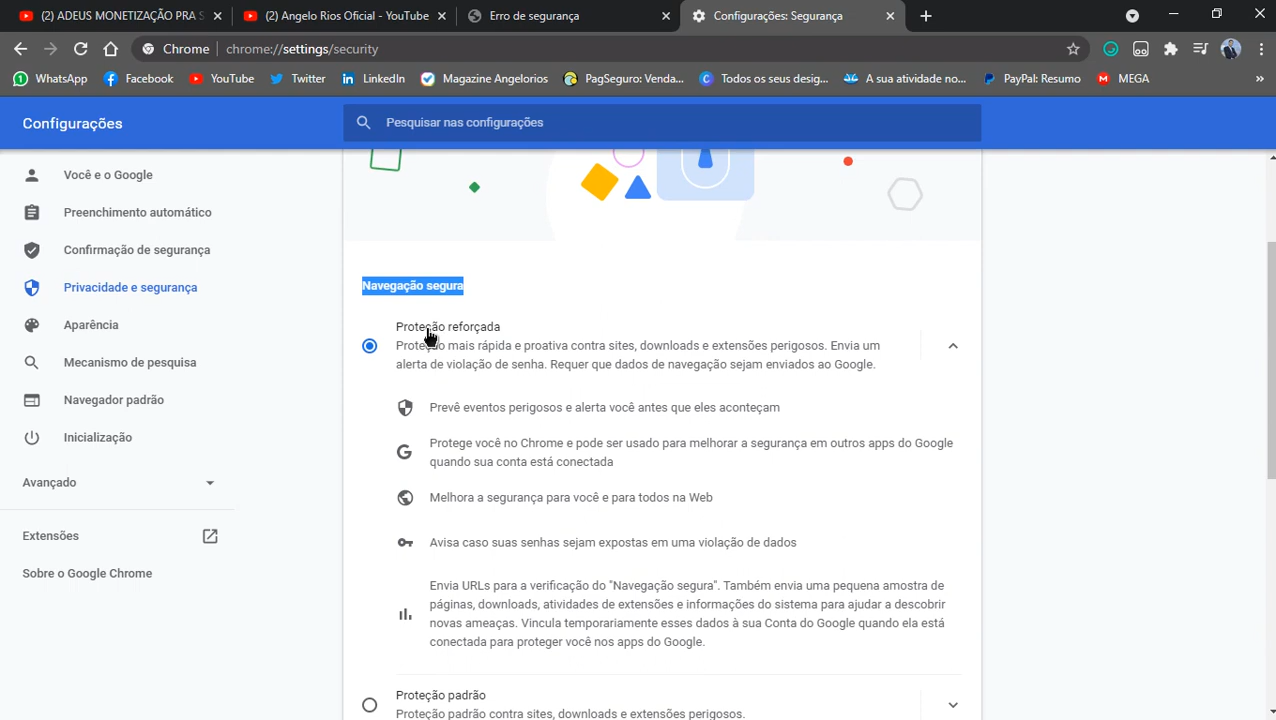 (2) ADEUS MONETIZAÇÃO PRA S
(2) Angelo Rios Oficial - YouTube
Erro de segurança
Configurações: Segurança
Chrome
chrome://settings/security
WhatsApp
Facebook
YouTube
Twitter
LinkedIn
Magazine Angelorios
PagSeguro: Venda...
Todos os seus desig...
A sua atividade no...
PayPal: Resumo
MEGA
»
Configurações
Pesquisar nas configurações
Você e o Google
Preenchimento automático
Confirmação de segurança
Privacidade e segurança
Aparência
Mecanismo de pesquisa
Navegador padrão
Inicialização
Avançado
Extensões
Sobre o Google Chrome
Navegação segura
Proteção reforçada
Proteção mais rápida e proativa contra sites, downloads e extensões perigosos. Envia um
alerta de violação de senha. Requer que dados de navegação sejam enviados ao Google.
Prevê eventos perigosos e alerta você antes que eles aconteçam
Protege você no Chrome e pode ser usado para melhorar a segurança em outros apps do Google
quando sua conta está conectada
Melhora a segurança para você e para todos na Web
Avisa caso suas senhas sejam expostas em uma violação de dados
Envia URLs para a verificação do "Navegação segura". Também envia uma pequena amostra de
páginas, downloads, atividades de extensões e informações do sistema para ajudar a descobrir
novas ameaças. Vincula temporariamente esses dados à sua Conta do Google quando ela está
conectada para proteger você nos apps do Google.
Proteção padrão
Proteção padrão contra sites, downloads e extensões perigosos.